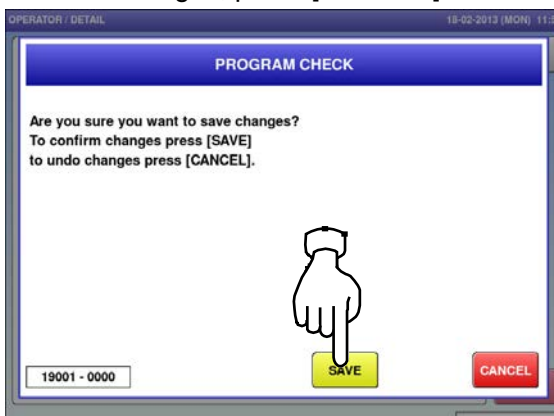 OPERATOR / DETAIL 18-02-2013 (MON)
PROGRAM CHECK
Are you sure you want to save changes?
To confirm changes press [SAVE]
to undo changes press [CANCEL].
19001 - 0000
SAVE
CANCEL